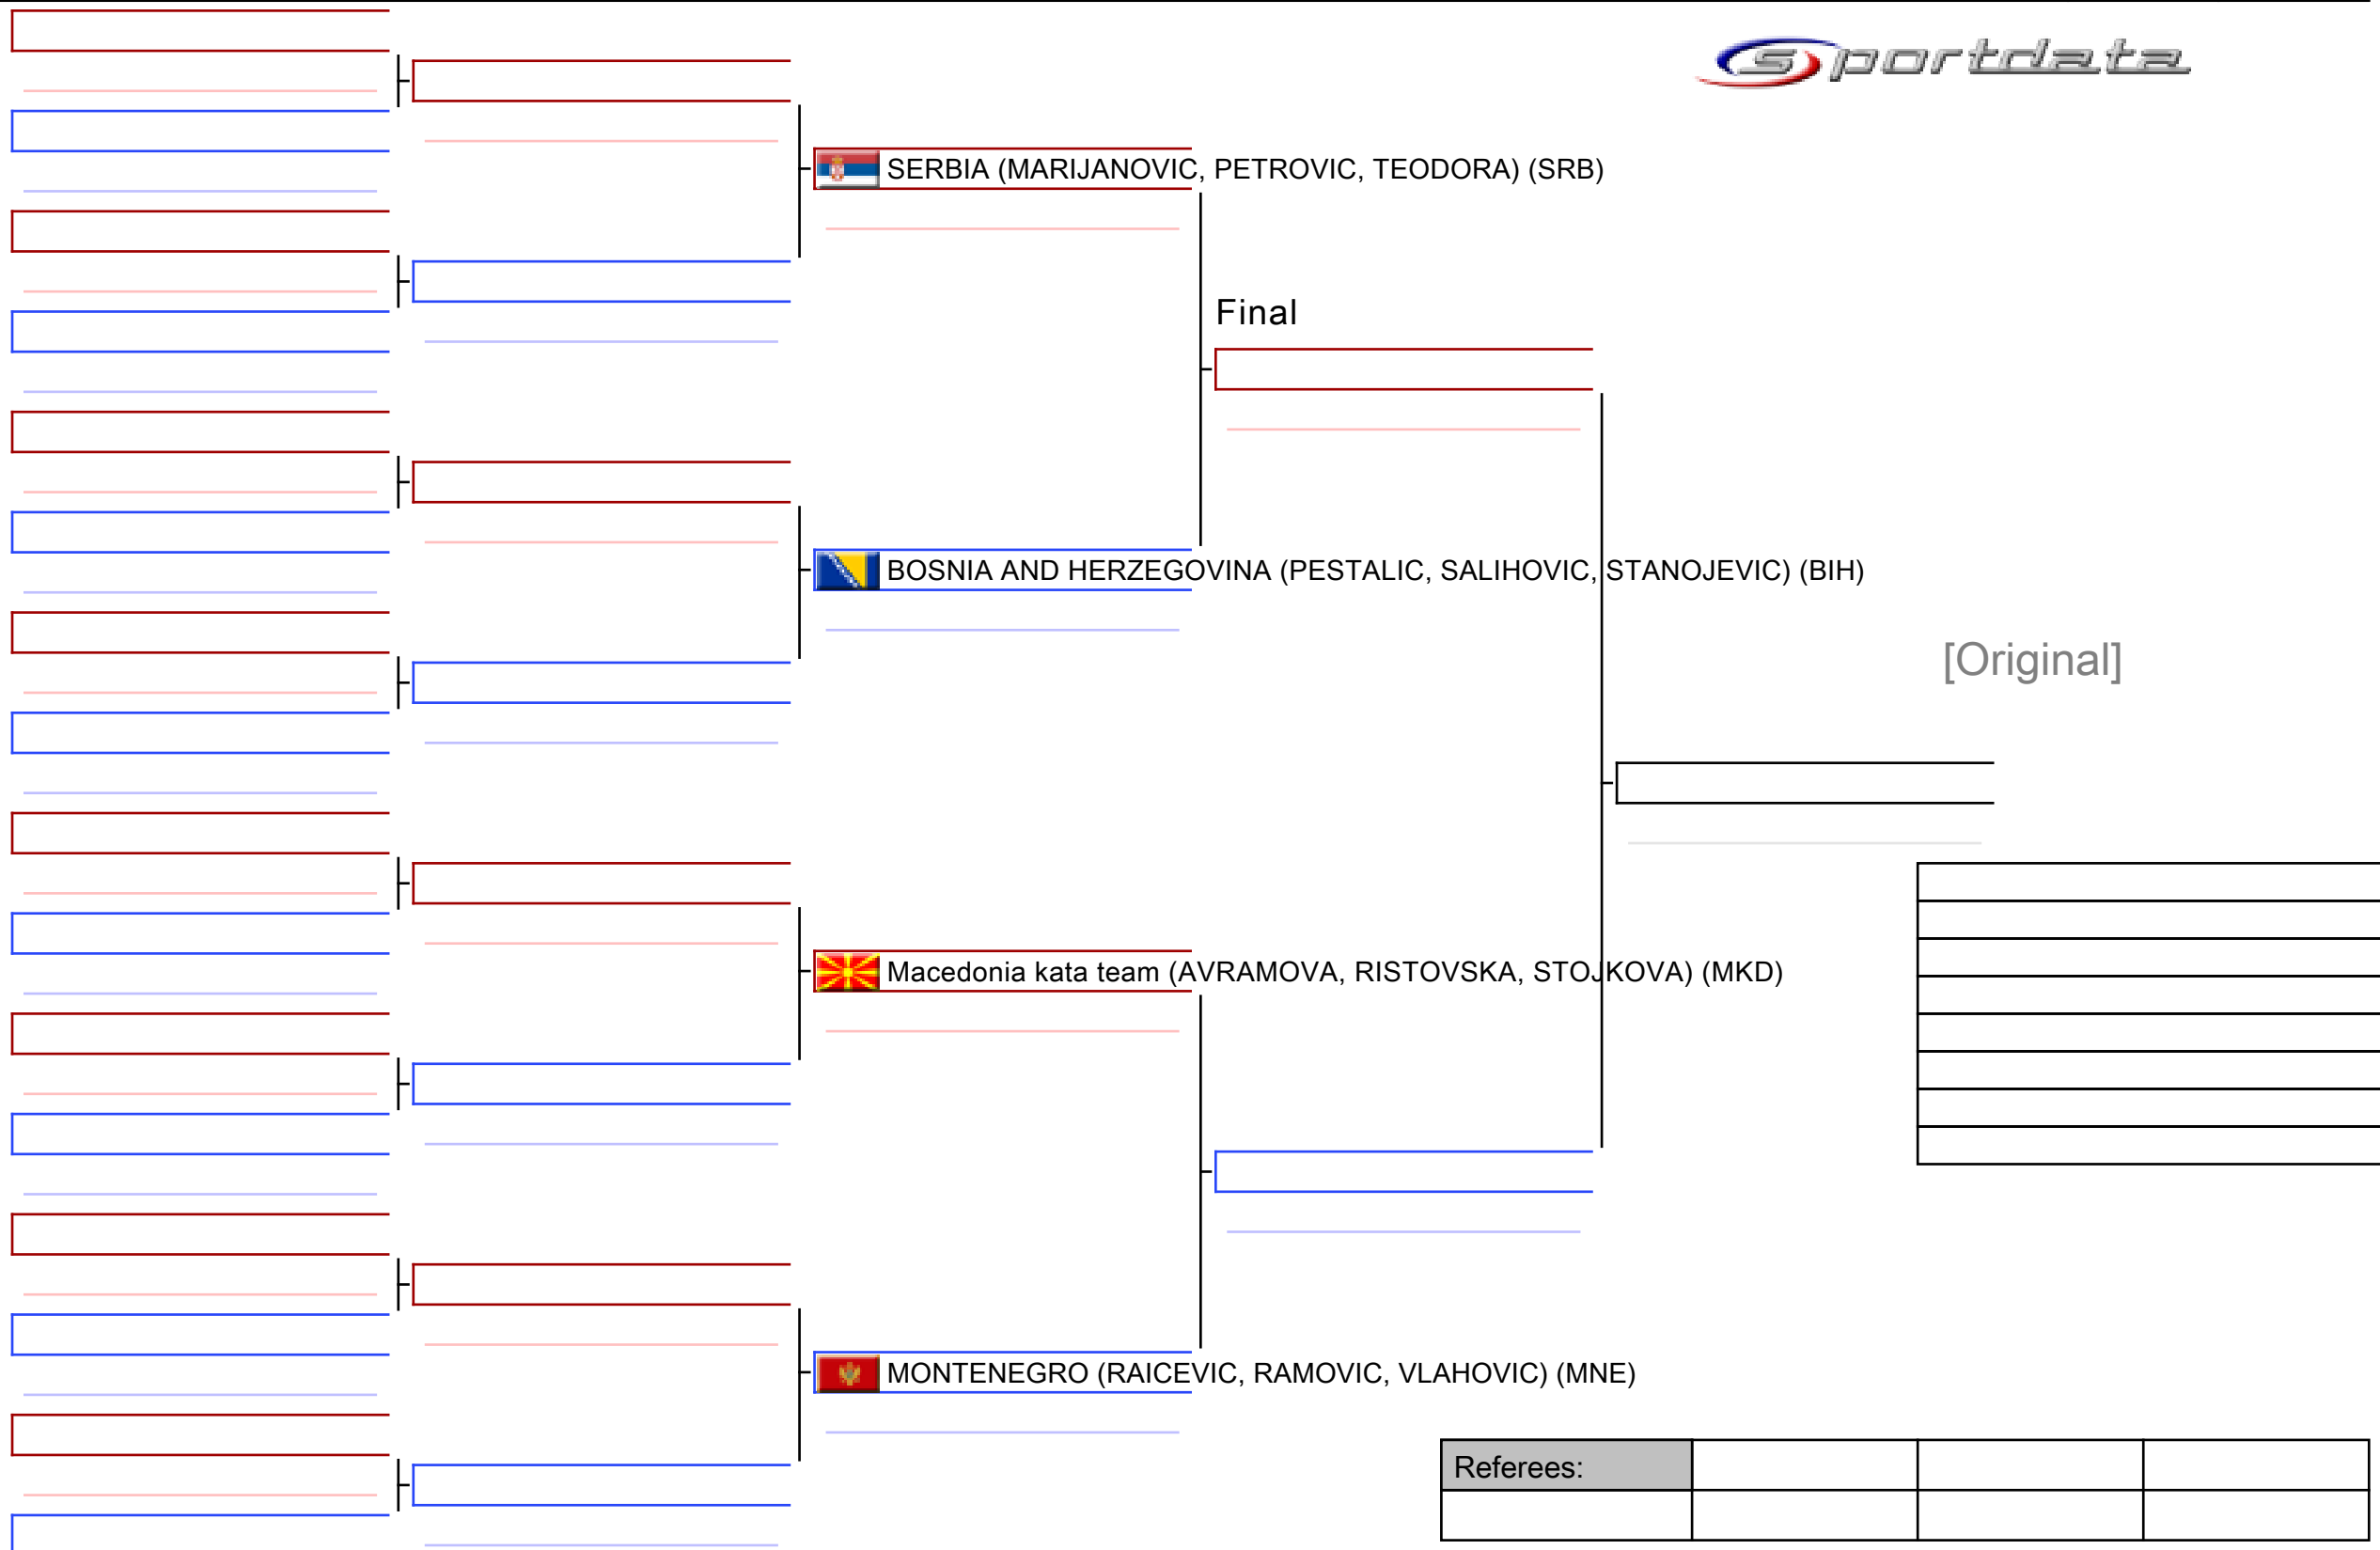 sportdata
SERBIA (MARIJANOVIC, PETROVIC, TEODORA) (SRB)
Final
BOSNIA AND HERZEGOVINA (PESTALIC, SALIHOVIC, STANOJEVIC) (BIH)
[Original]
Macedonia kata team (AVRAMOVA, RISTOVSKA, STOJKOVA) (MKD)
MONTENEGRO (RAICEVIC, RAMOVIC, VLAHOVIC) (MNE)
Referees: